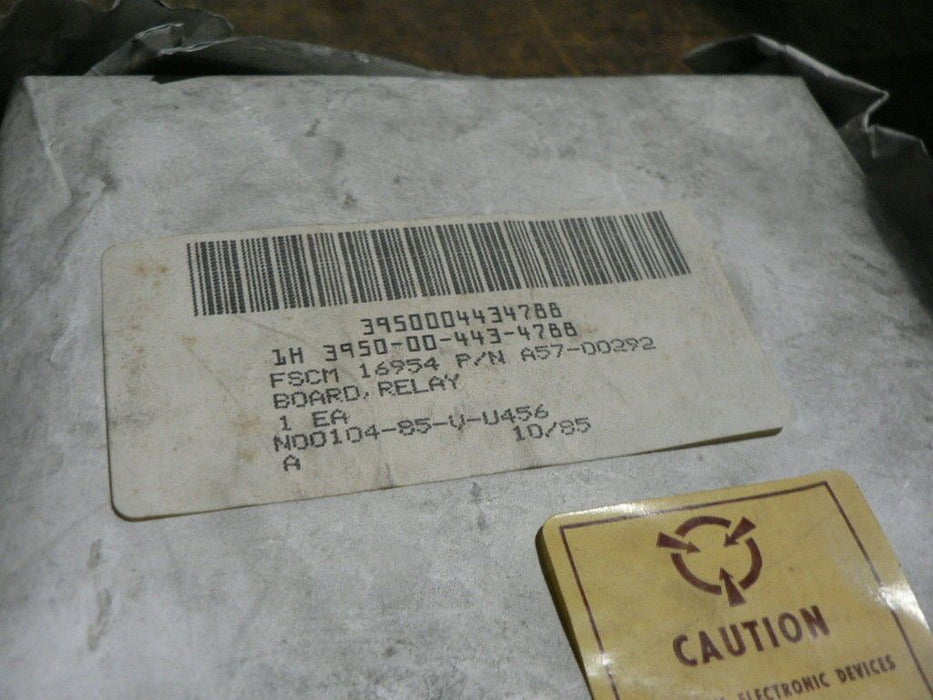 3950004434788
1H 3950-00-443-4788
FSCM 16954 P/N A57-00292
BOARD, RELAY
1 EA
N00104-85-V-U456
10/85
A
CAUTION
ELECTRONIC DEVICES